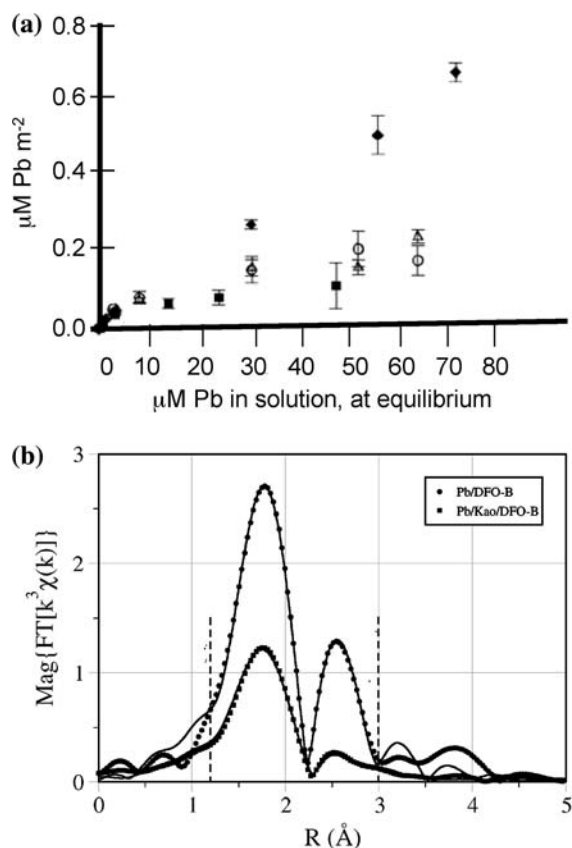 (a)
0.8
0.6
0.4
0.2
0.0
μM Pb m⁻²
0 10 20 30 40 50 60 70 80
μM Pb in solution, at equilibrium
(b)
3
2
1
0
Mag{FT[k³χ(k)]}
Pb/DFO-B
Pb/Kao/DFO-B
0 1 2 3 4 5
R (Å)